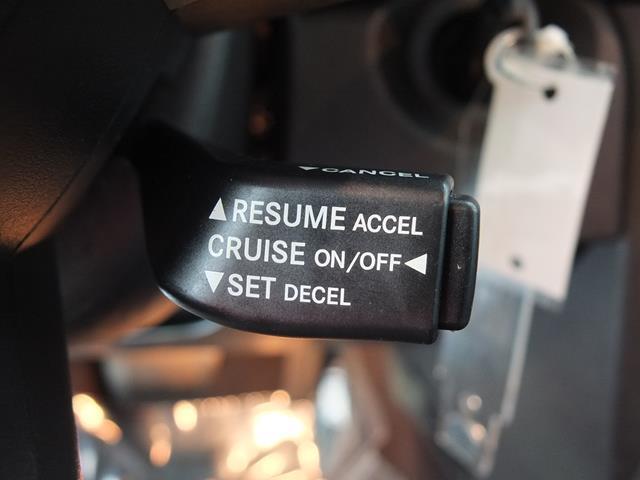 ▼CANCEL
▲RESUME ACCEL
CRUISE ON/OFF◀
▼SET DECEL